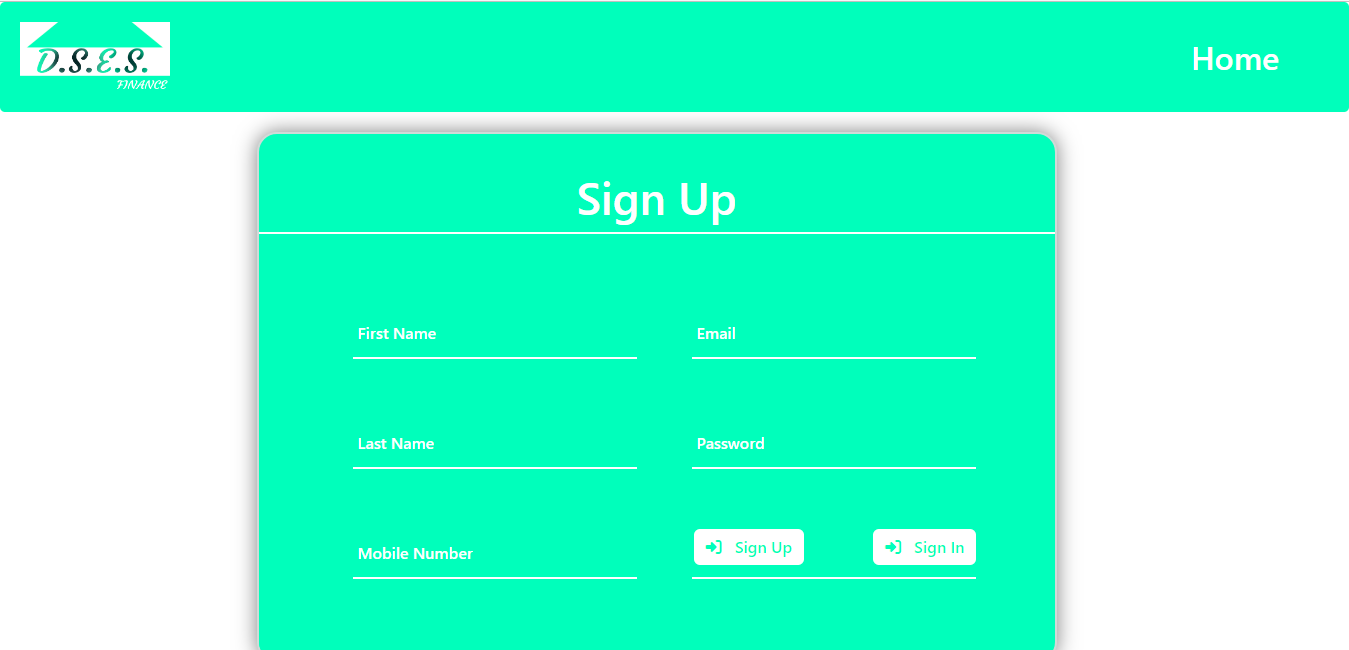 D.S.E.S.
FINANCE
Home
Sign Up
First Name
Email
Last Name
Password
Mobile Number
Sign Up
Sign In